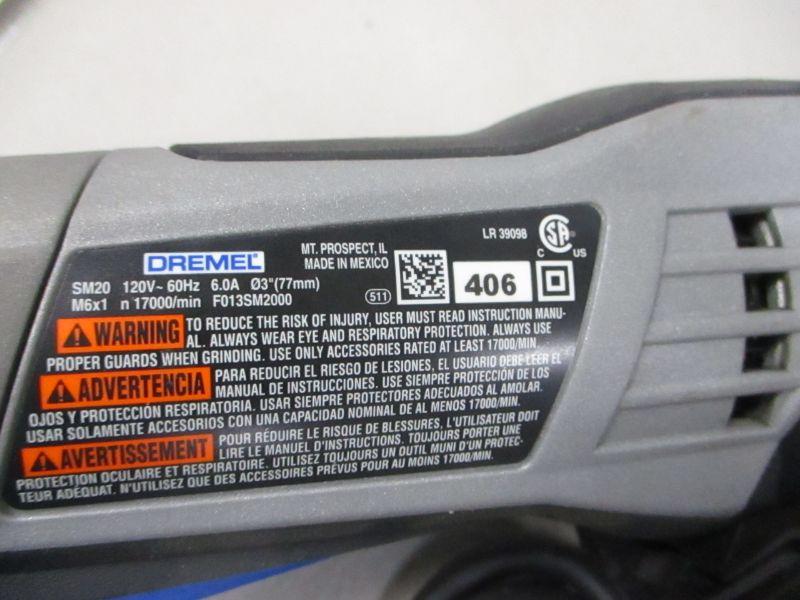 DREMEL
MT. PROSPECT, IL
MADE IN MEXICO
LR 39098
SA
C US
SM20 120V~ 60Hz 6.0A Ø3"(77mm)
M6x1 n 17000/min F013SM2000
511
406
WARNING TO REDUCE THE RISK OF INJURY, USER MUST READ INSTRUCTION MANU-
AL. ALWAYS WEAR EYE AND RESPIRATORY PROTECTION. ALWAYS USE
PROPER GUARDS WHEN GRINDING. USE ONLY ACCESSORIES RATED AT LEAST 17000/MIN.
ADVERTENCIA PARA REDUCIR EL RIESGO DE LESIONES, EL USUARIO DEBE LEER EL
MANUAL DE INSTRUCCIONES. USE SIEMPRE PROTECCIÓN DE LOS
OJOS Y PROTECCIÓN RESPIRATORIA. USAR SIEMPRE PROTECTORES ADECUADOS AL AMOLAR.
USAR SOLAMENTE ACCESORIOS CON UNA CAPACIDAD NOMINAL DE AL MENOS 17000/MIN.
AVERTISSEMENT POUR RÉDUIRE LE RISQUE DE BLESSURES, L'UTILISATEUR DOIT
LIRE LE MANUEL D'INSTRUCTIONS. TOUJOURS PORTER UNE
PROTECTION OCULAIRE ET RESPIRATOIRE. UTILISEZ TOUJOURS UN OUTIL MUNI D'UN PROTEC-
TEUR ADÉQUAT. N'UTILISEZ QUE DES ACCESSOIRES PRÉVUS POUR AU MOINS 17000/MIN.